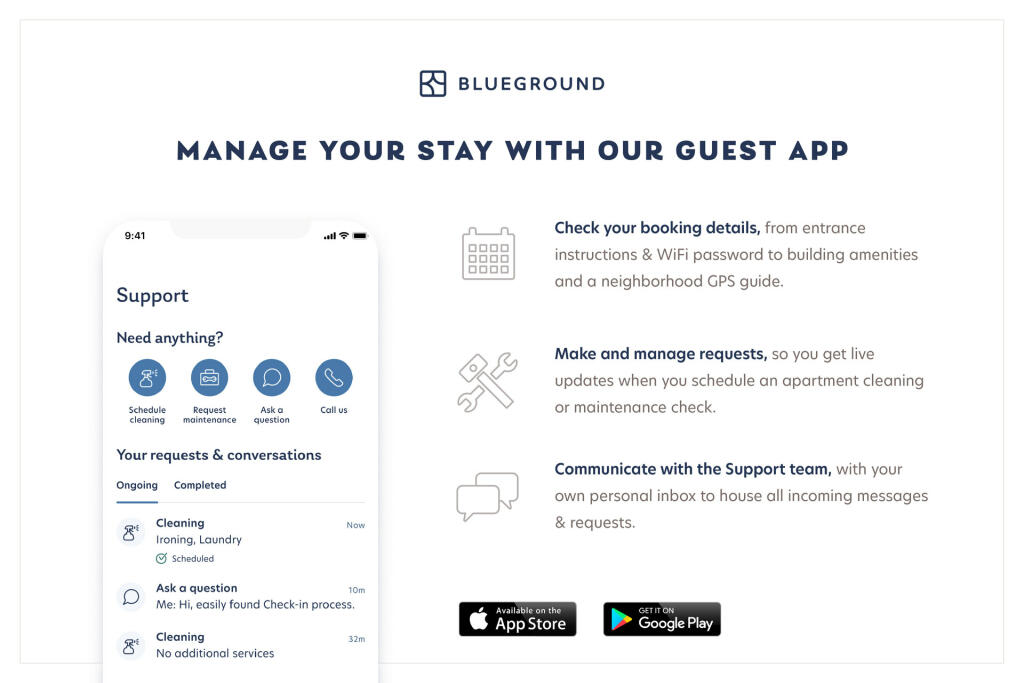 BLUEGROUND
MANAGE YOUR STAY WITH OUR GUEST APP
9:41
Support
Need anything?
Schedule
cleaning
Request
maintenance
Ask a
question
Call us
Your requests & conversations
Ongoing Completed
Cleaning Now
Ironing, Laundry
Scheduled
Ask a question 10m
Me: Hi, easily found Check-in process.
Cleaning 32m
No additional services
Check your booking details, from entrance
instructions & WiFi password to building amenities
and a neighborhood GPS guide.
Make and manage requests, so you get live
updates when you schedule an apartment cleaning
or maintenance check.
Communicate with the Support team, with your
own personal inbox to house all incoming messages
& requests.
Available on the
App Store
GET IT ON
Google Play